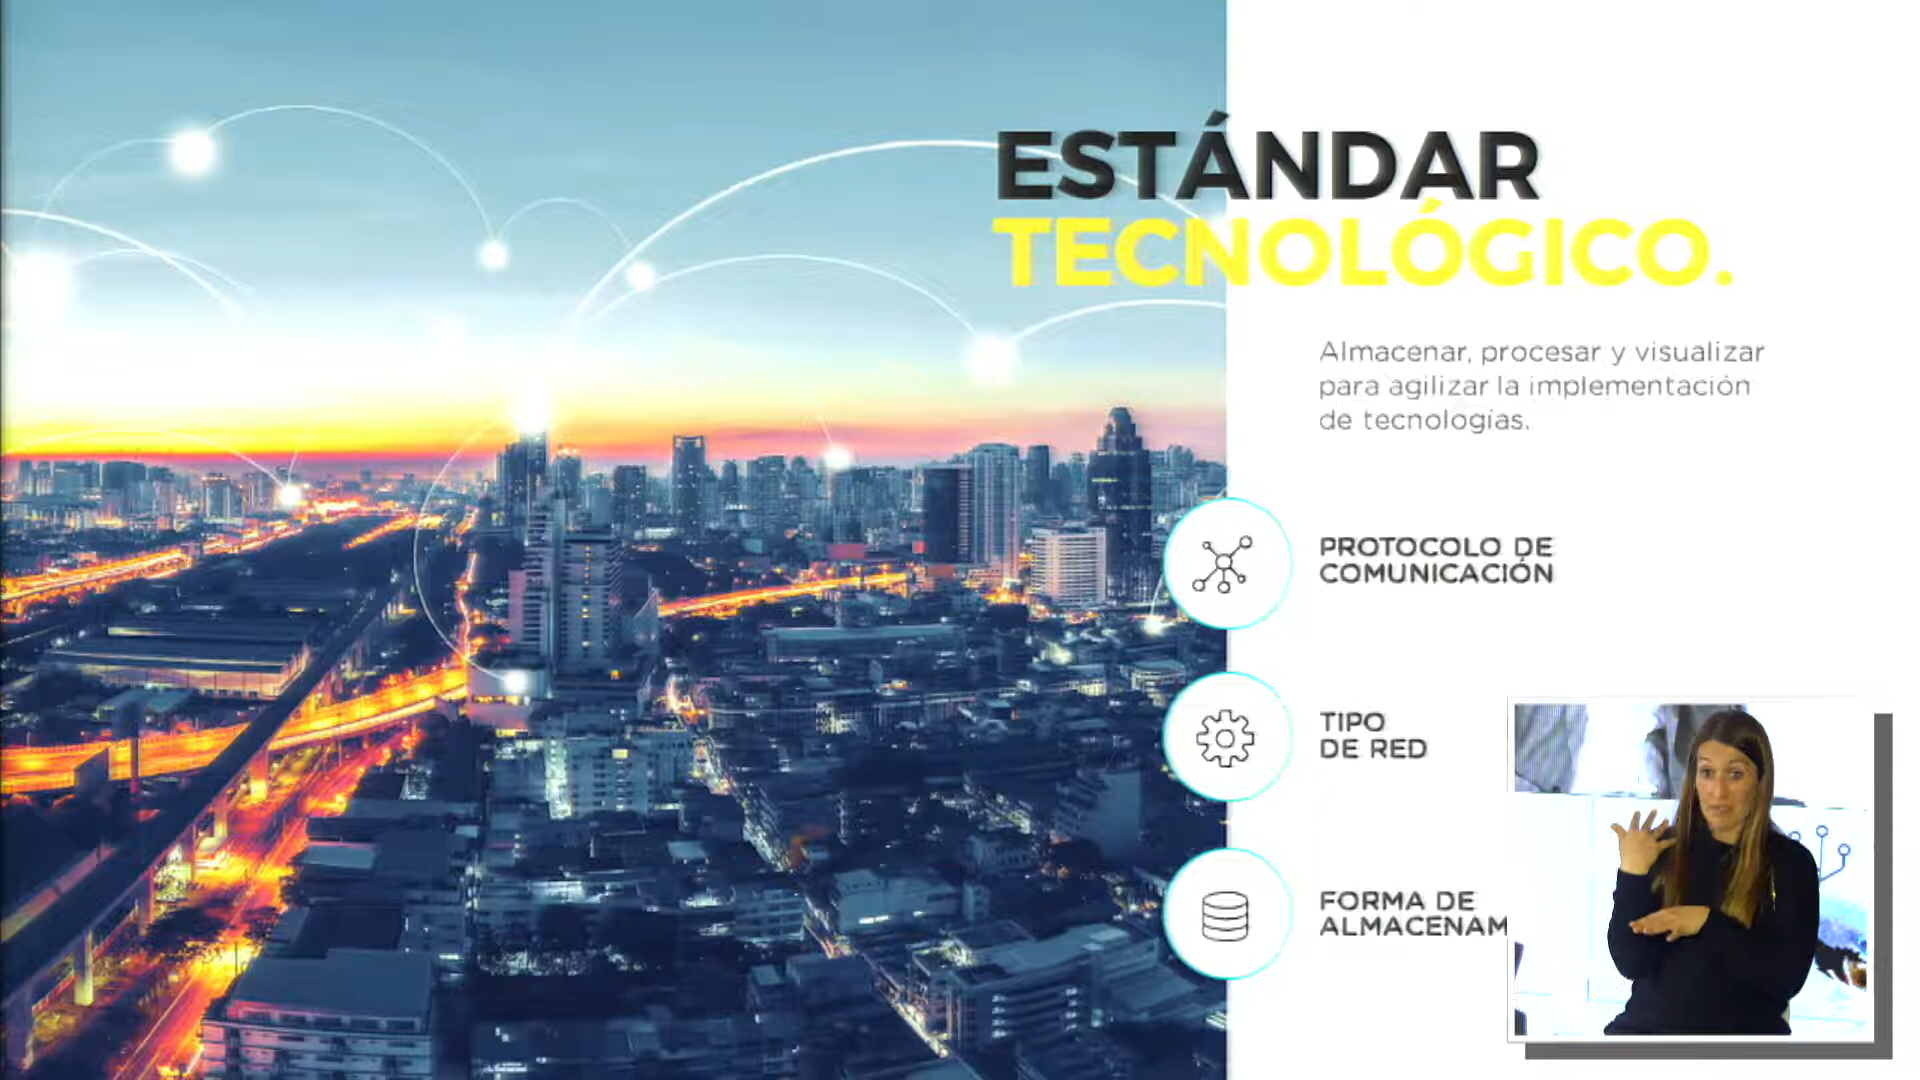 ESTÁNDAR
TECNOLÓGICO.
Almacenar, procesar y visualizar
para agilizar la implementación
de tecnologías.
PROTOCOLO DE
COMUNICACIÓN
TIPO
DE RED
FORMA DE
ALMACENAM